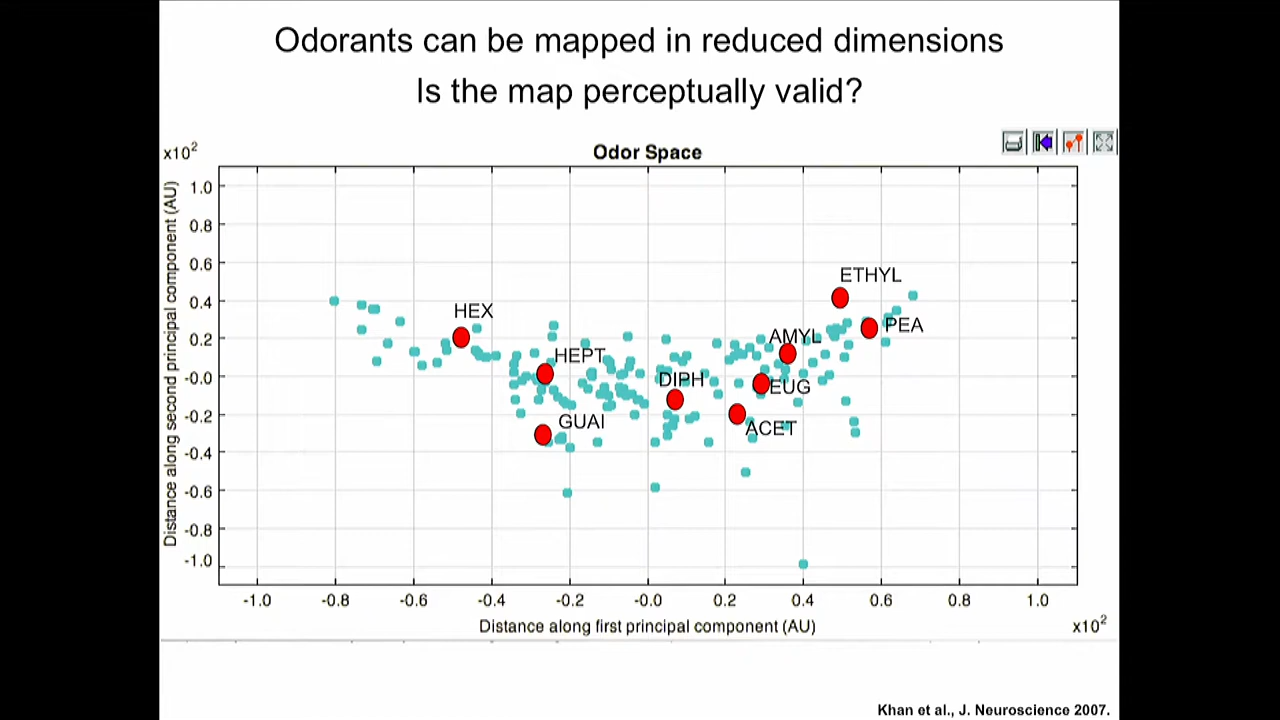 Odorants can be mapped in reduced dimensions
Is the map perceptually valid?
x10²
Odor Space
Distance along second principal component (AU)
1.0
0.8
0.6
0.4
0.2
-0.0
-0.2
-0.4
-0.6
-0.8
-1.0
ETHYL
HEX
PEA
AMYL
HEPT
DIPH
EUG
GUAI
ACET
-1.0 -0.8 -0.6 -0.4 -0.2 -0.0 0.2 0.4 0.6 0.8 1.0
Distance along first principal component (AU)
x10²
Khan et al., J. Neuroscience 2007.